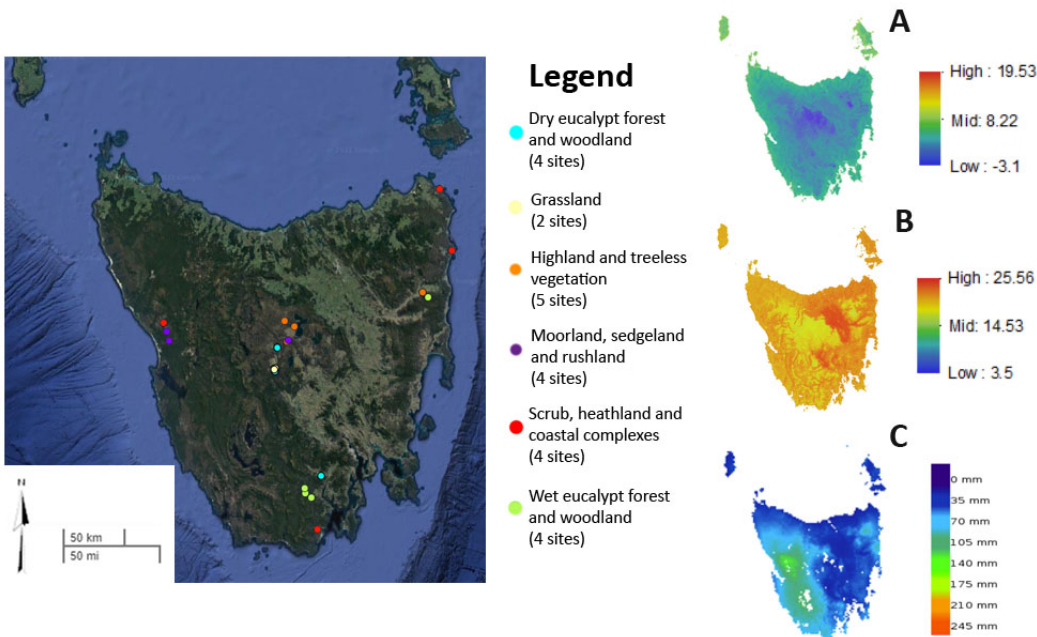 Legend
Dry eucalypt forest
and woodland
(4 sites)
Grassland
(2 sites)
Highland and treeless
vegetation
(5 sites)
Moorland, sedgeland
and rushland
(4 sites)
Scrub, heathland and
coastal complexes
(4 sites)
Wet eucalypt forest
and woodland
(4 sites)
N
50 km
50 mi
A
High : 19.53
Mid: 8.22
Low : -3.1
B
High : 25.56
Mid: 14.53
Low : 3.5
C
0 mm
35 mm
70 mm
105 mm
140 mm
175 mm
210 mm
245 mm